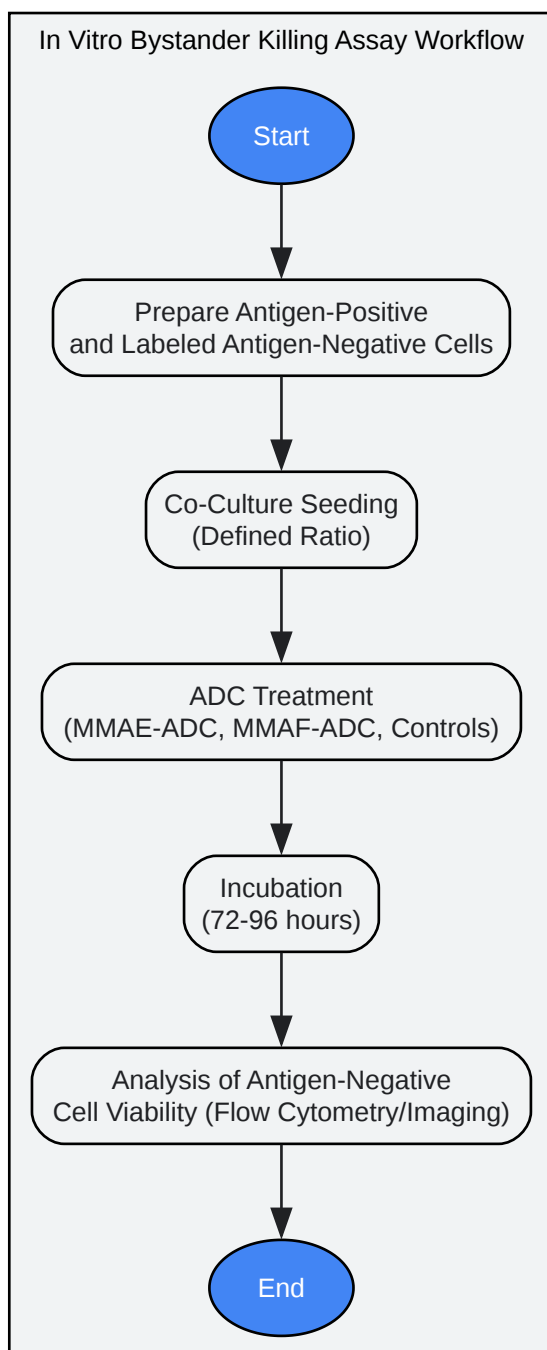 In Vitro Bystander Killing Assay Workflow
Start
Prepare Antigen-Positive
and Labeled Antigen-Negative Cells
Co-Culture Seeding
(Defined Ratio)
ADC Treatment
(MMAE-ADC, MMAF-ADC, Controls)
Incubation
(72-96 hours)
Analysis of Antigen-Negative
Cell Viability (Flow Cytometry/Imaging)
End